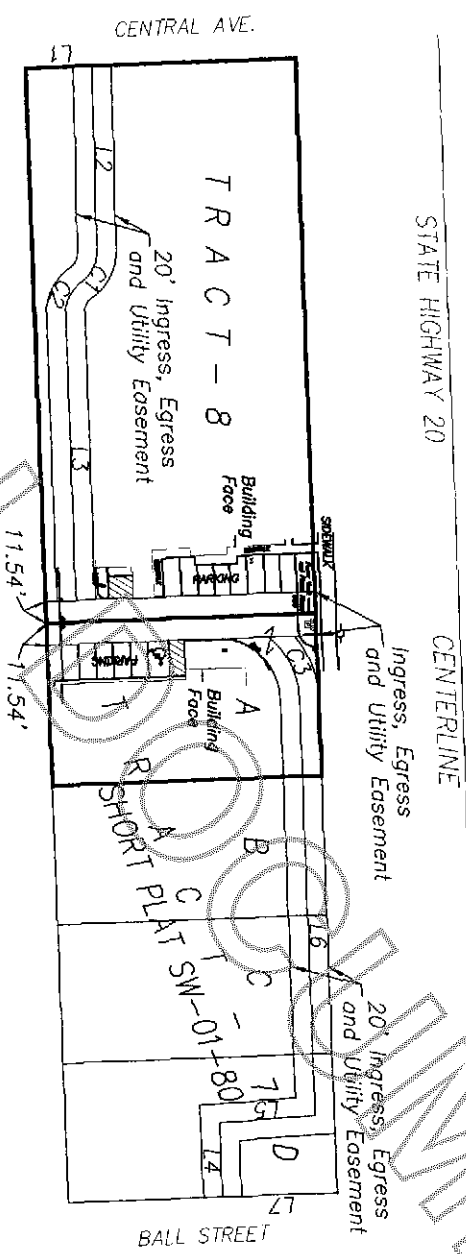 CENTRAL AVE.
STATE HIGHWAY 20
CENTERLINE
L1
L2
C1
C2
L3
20' Ingress, Egress
and Utility Easement
TRACT - 8
Building
Face
PARKING
SIDEWALK
Ingress, Egress
and Utility Easement
11.54'
11.54'
PARKING
C3
Building
Face
A
B
C
D
TRACT - 7
SHORT PLAT SW-01-80
L6
20' Ingress, Egress
and Utility Easement
L5
L4
L7
BALL STREET